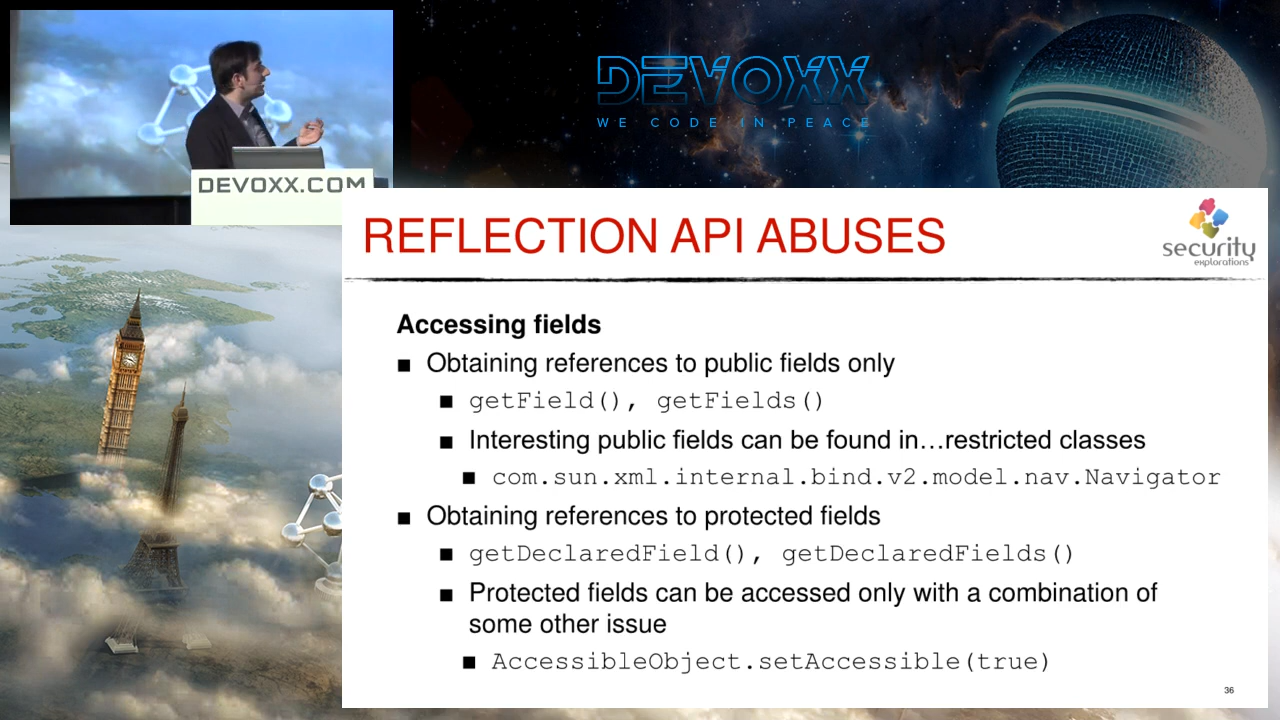 DEVOXX
WE CODE IN PEACE
DEVOXX.COM
REFLECTION API ABUSES
security
explorations
Accessing fields
■ Obtaining references to public fields only
■ getField(), getFields()
■ Interesting public fields can be found in…restricted classes
■ com.sun.xml.internal.bind.v2.model.nav.Navigator
■ Obtaining references to protected fields
■ getDeclaredField(), getDeclaredFields()
■ Protected fields can be accessed only with a combination of
some other issue
■ AccessibleObject.setAccessible(true)
36